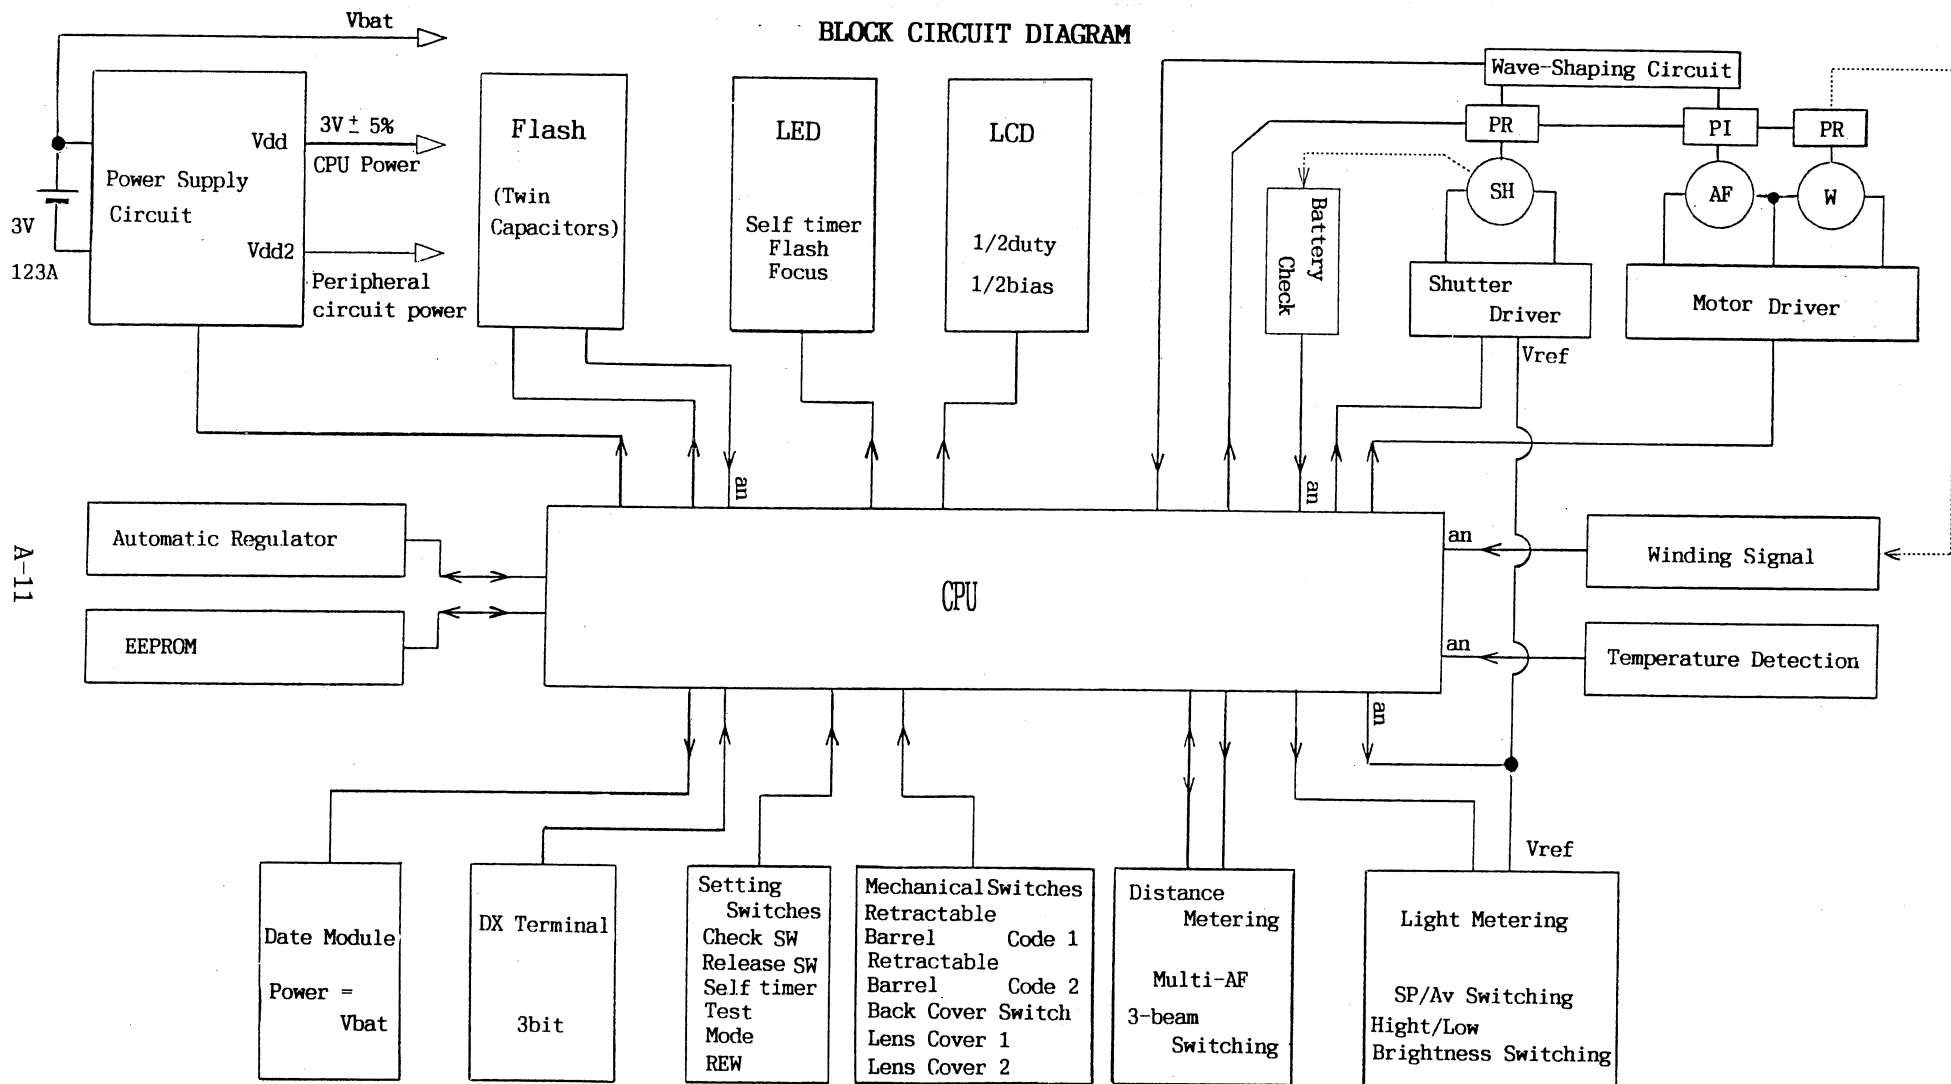 BLOCK CIRCUIT DIAGRAM
Vbat
Vdd
3V ± 5%
CPU Power
Power Supply
Circuit
3V
123A
Vdd2
Peripheral
circuit power
Flash
(Twin
Capacitors)
LED
Self timer
Flash
Focus
LCD
1/2duty
1/2bias
Wave-Shaping Circuit
PR
PI
PR
SH
AF
W
Battery
Check
Shutter
Driver
Vref
Motor Driver
an
an
Automatic Regulator
EEPROM
CPU
an
Winding Signal
an
Temperature Detection
an
A-11
Date Module
Power =
Vbat
DX Terminal
3bit
Setting
Switches
Check SW
Release SW
Self timer
Test
Mode
REW
Mechanical Switches
Retractable
Barrel Code 1
Retractable
Barrel Code 2
Back Cover Switch
Lens Cover 1
Lens Cover 2
Distance
Metering
Multi-AF
3-beam
Switching
Vref
Light Metering
SP/Av Switching
Hight/Low
Brightness Switching